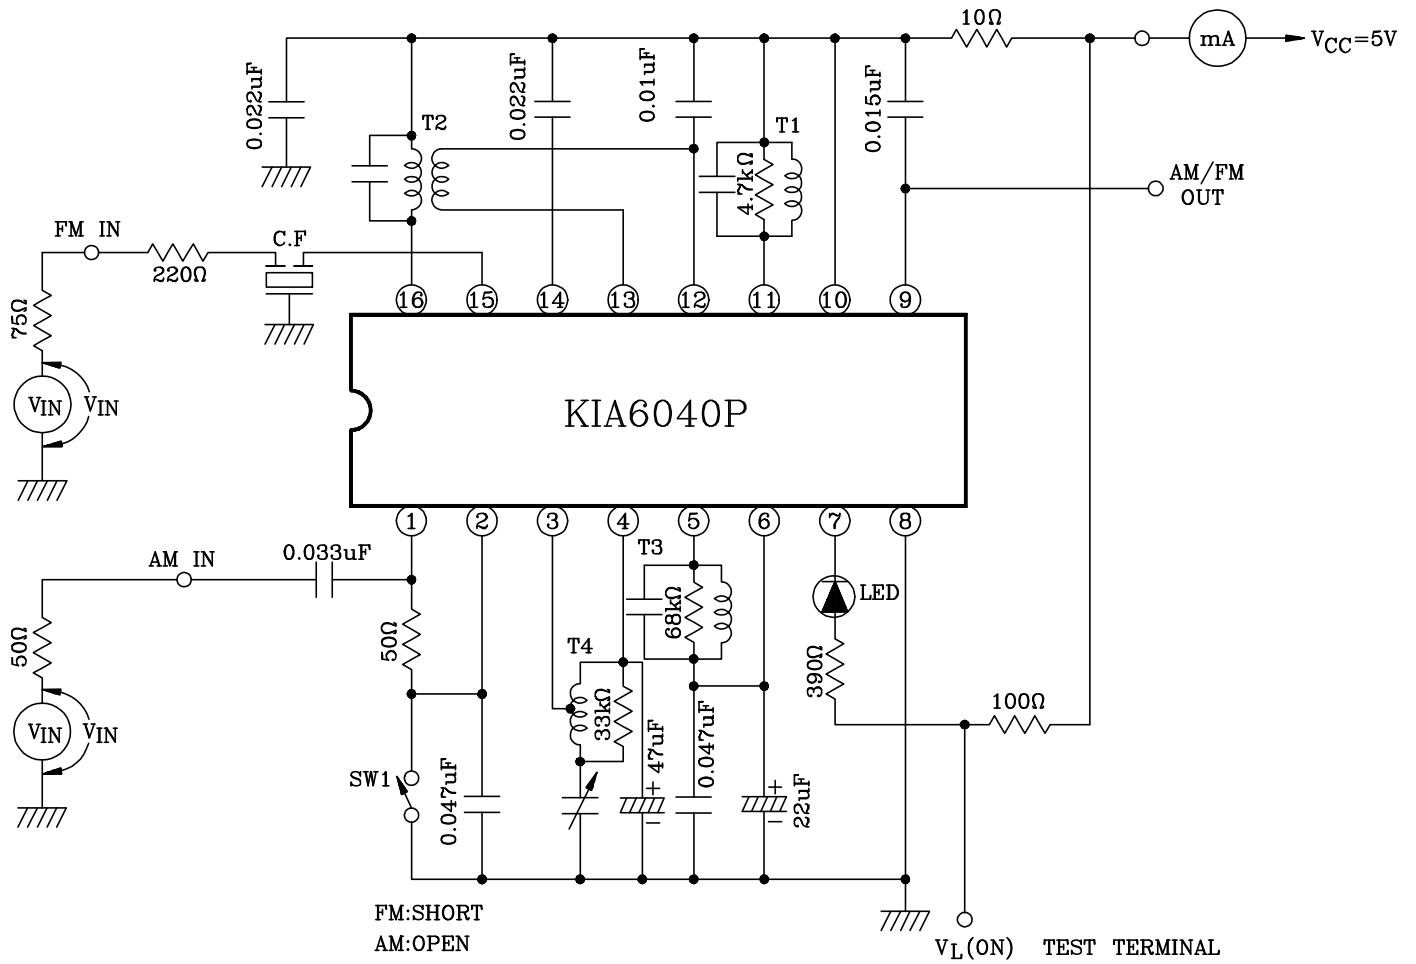 10Ω
mA
VCC=5V
0.022uF
0.022uF
0.01uF
0.015uF
T2
T1
4.7kΩ
AM/FM
OUT
FM IN
C.F
220Ω
75Ω
VIN
VIN
16
15
14
13
12
11
10
9
KIA6040P
1
2
3
4
5
6
7
8
AM IN
0.033uF
T3
LED
50Ω
50Ω
68kΩ
T4
390Ω
33kΩ
100Ω
VIN
VIN
47uF
0.047uF
SW1
0.047uF
+
−
+
−
22uF
FM:SHORT
AM:OPEN
VL(ON) TEST TERMINAL